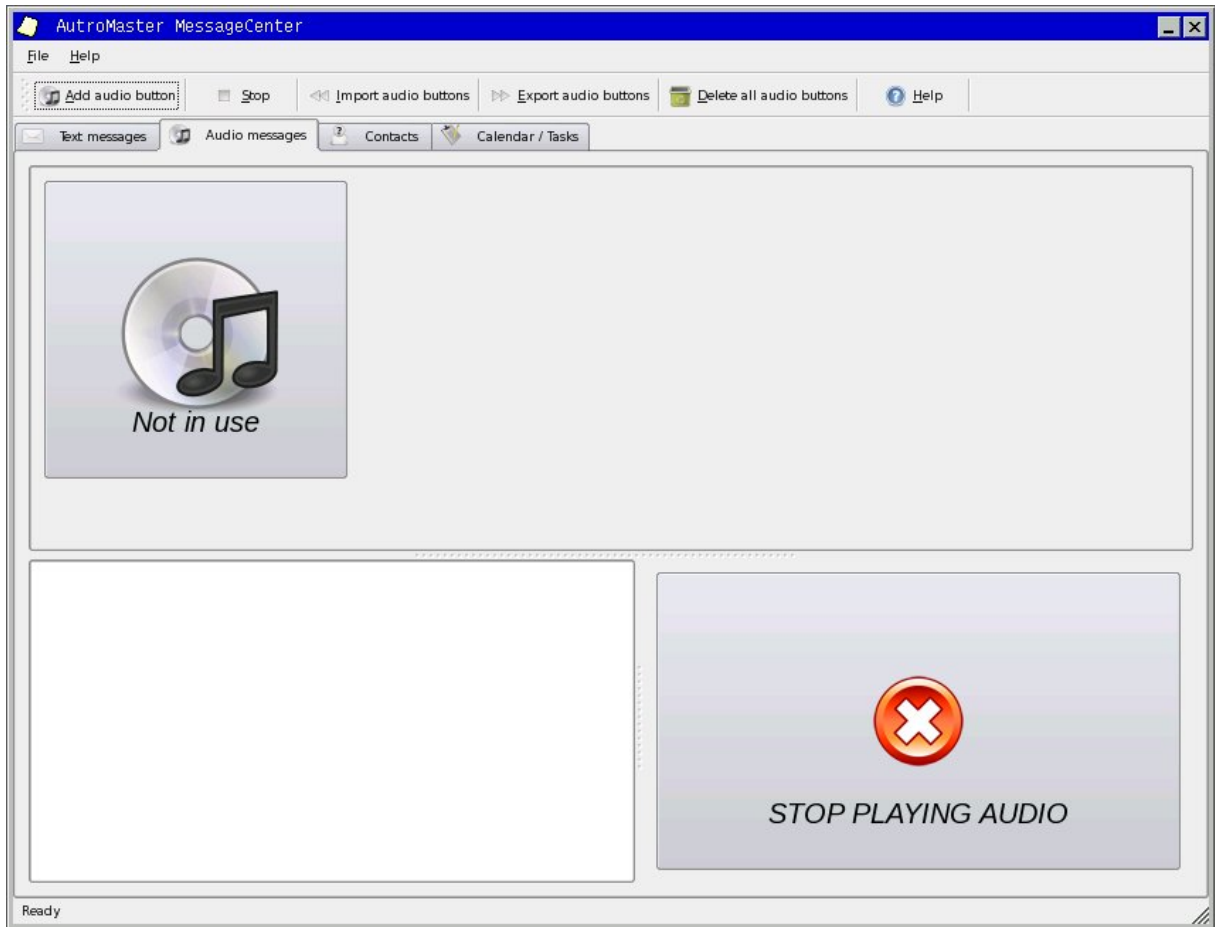 AutroMaster MessageCenter
File Help
Add audio button Stop Import audio buttons Export audio buttons Delete all audio buttons Help
Text messages Audio messages Contacts Calendar / Tasks
Not in use
STOP PLAYING AUDIO
Ready